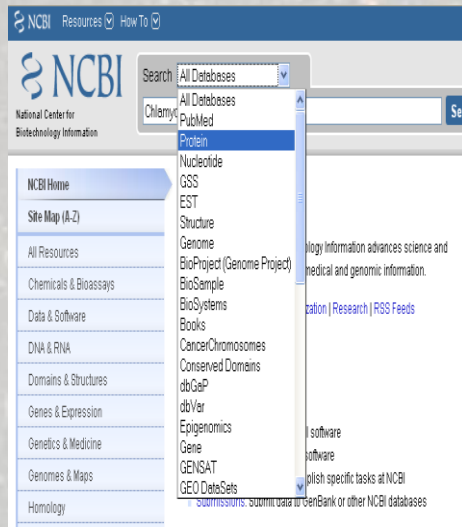 NCBI Resources How To
NCBI
National Center for
Biotechnology Information
Search All Databases
Chlamy
All Databases
PubMed
Protein
Nucleotide
GSS
EST
Structure
Genome
BioProject (Genome Project)
BioSample
BioSystems
Books
CancerChromosomes
Conserved Domains
dbGaP
dbVar
Epigenomics
Gene
GENSAT
GEO DataSets
Se
NCBI Home
Site Map (A-Z)
All Resources
Chemicals & Bioassays
Data & Software
DNA & RNA
Domains & Structures
Genes & Expression
Genetics & Medicine
Genomes & Maps
Homology
ology Information advances science and
medical and genomic information.
zation | Research | RSS Feeds
l software
software
plish specific tasks at NCBI
Submissions: Submit data to GenBank or other NCBI databases